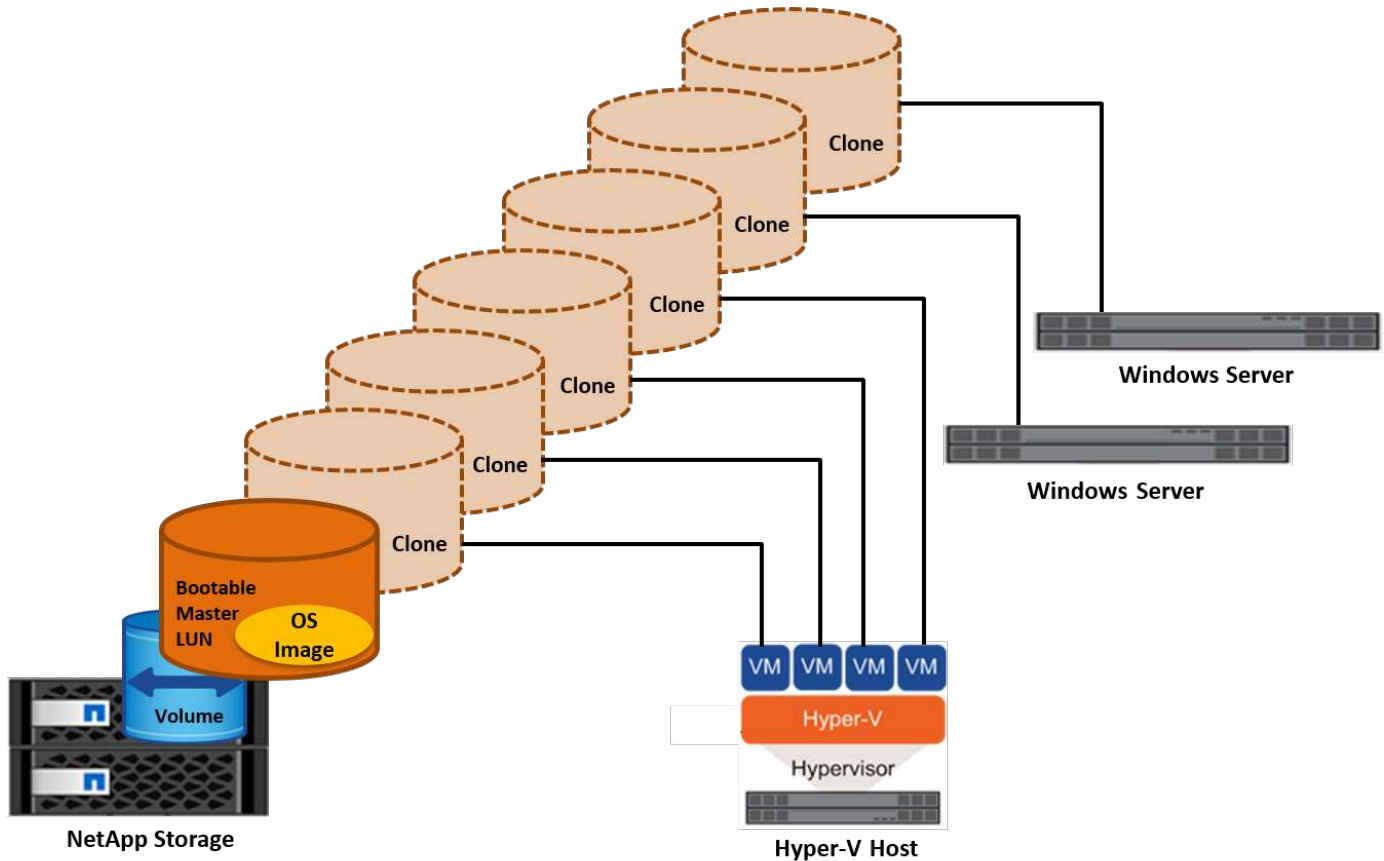 Clone
Clone
Clone
Clone
Clone
Clone
Bootable
Master
LUN
OS
Image
Volume
NetApp Storage
Windows Server
Windows Server
VM VM VM VM
Hyper-V
Hypervisor
Hyper-V Host